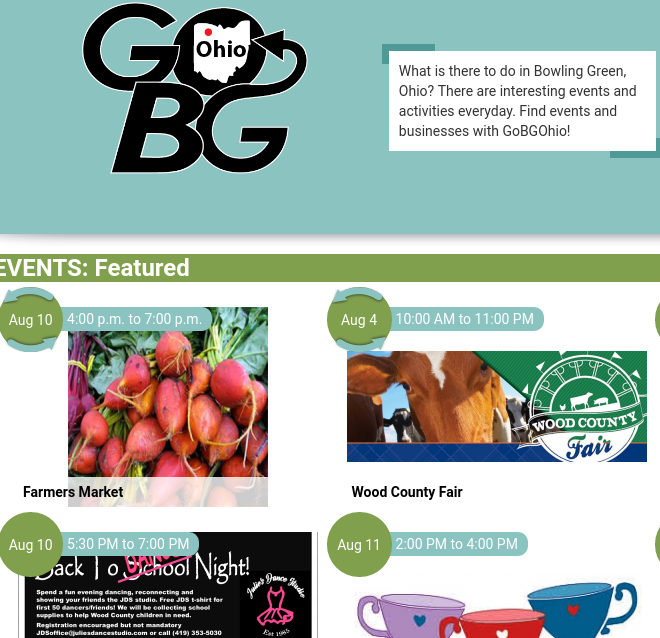 GO
Ohio
BG
What is there to do in Bowling Green,
Ohio? There are interesting events and
activities everyday. Find events and
businesses with GoBGOhio!
EVENTS: Featured
Aug 10
4:00 p.m. to 7:00 p.m.
Farmers Market
Aug 4
10:00 AM to 11:00 PM
WOOD COUNTY
Fair
Wood County Fair
Aug 10
5:30 PM to 7:00 PM
Back To School Night!
Spend a fun evening dancing, reconnecting and
showing your friends the JDS studio. Free JDS t-shirt for
first 50 dancers/friends! We will be collecting school
supplies to help Wood County children in need.
Registration encouraged but not mandatory
JDSoffice@juliesdancestudio.com or call (419) 353-5030
Julie's Dance Studio
Est 1985
Aug 11
2:00 PM to 4:00 PM